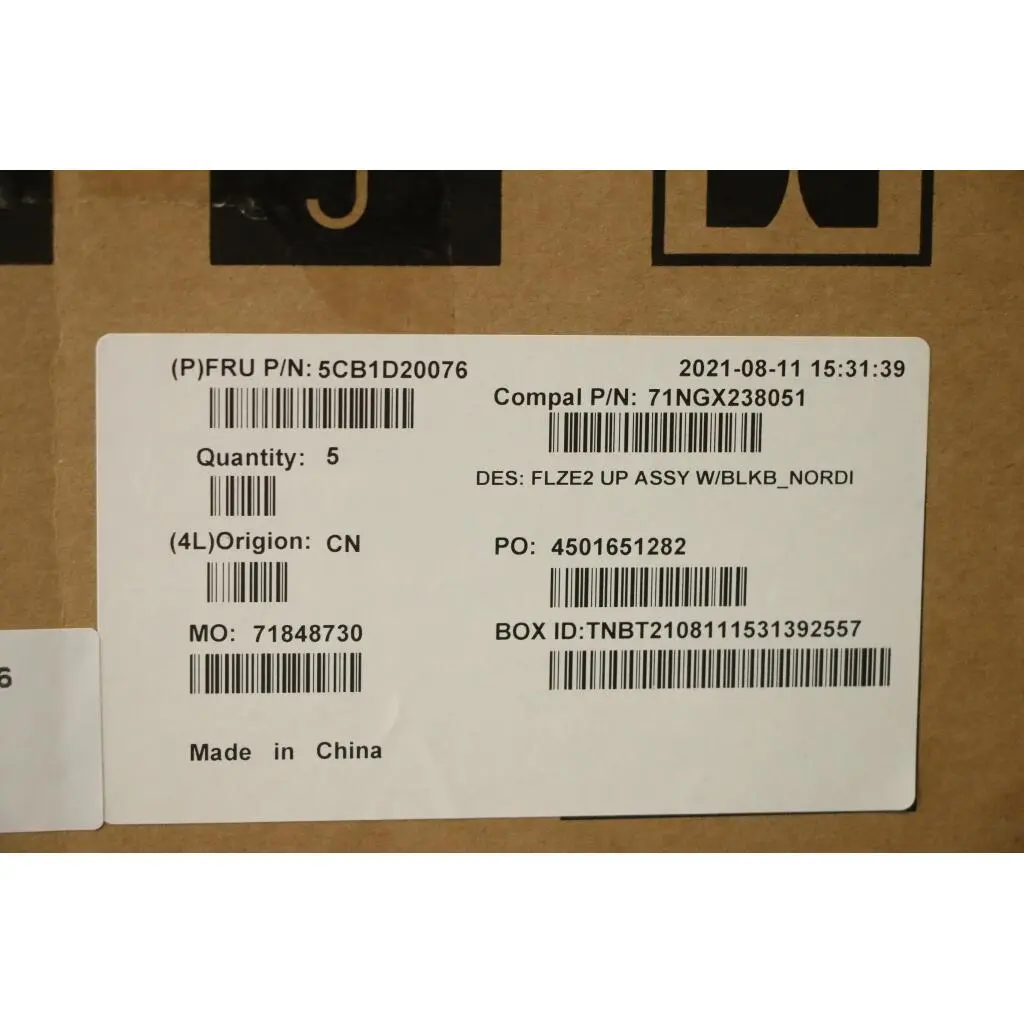 J
(P)FRU P/N: 5CB1D20076
2021-08-11 15:31:39
Compal P/N: 71NGX238051
Quantity: 5
DES: FLZE2 UP ASSY W/BLKB_NORDI
(4L)Origion: CN
PO: 4501651282
MO: 71848730
BOX ID:TNBT2108111531392557
6
Made in China